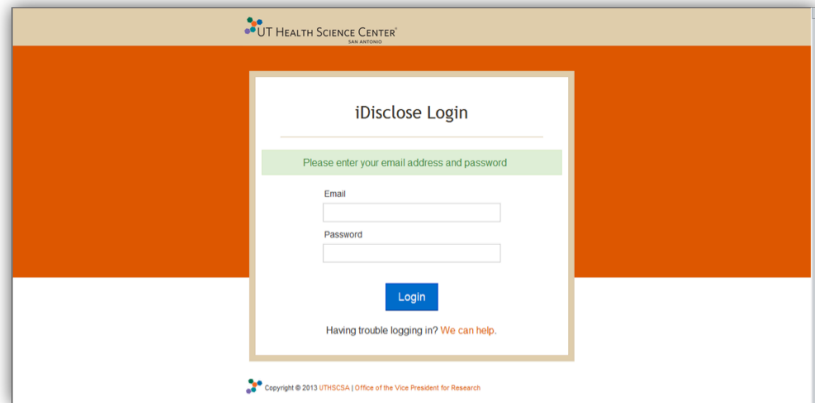 UT HEALTH SCIENCE CENTER®
SAN ANTONIO
iDisclose Login
Please enter your email address and password
Email
Password
Login
Having trouble logging in? We can help.
Copyright © 2013 UTHSCSA | Office of the Vice President for Research